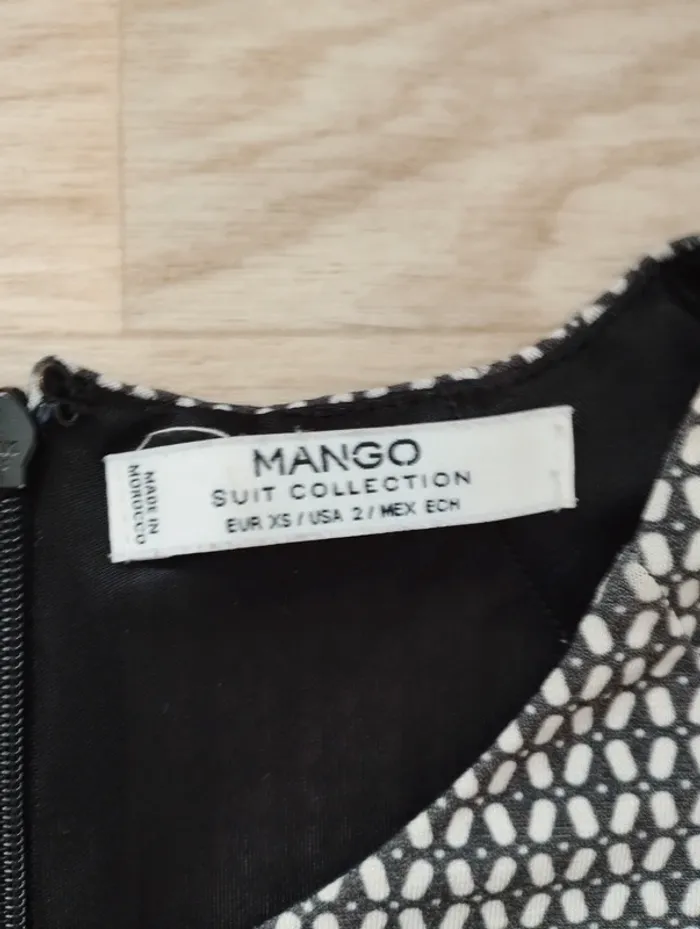 MANGO
SUIT COLLECTION
EUR XS / USA 2 / MEX ECH
MADE IN
MOROCCO